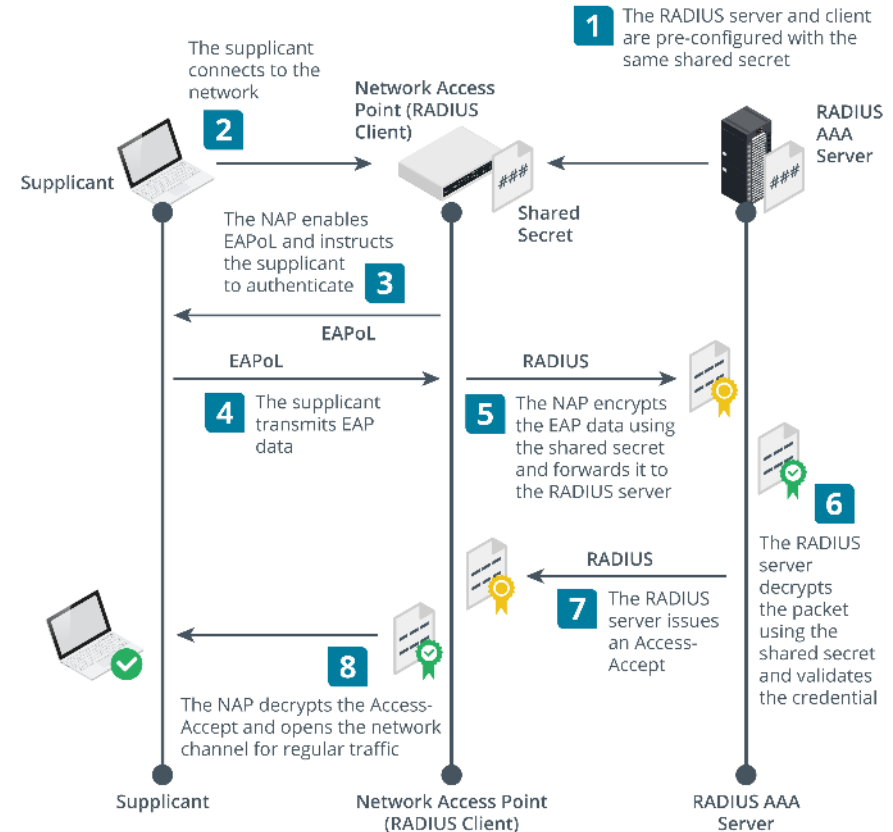 1
The RADIUS server and client
are pre-configured with the
same shared secret
The supplicant
connects to the
network
2
Network Access
Point (RADIUS
Client)
RADIUS
AAA
Server
Supplicant
###
###
Shared
Secret
The NAP enables
EAPoL and instructs
the supplicant
to authenticate
3
EAPoL
EAPoL
4
The supplicant
transmits EAP
data
RADIUS
5
The NAP encrypts
the EAP data using
the shared secret
and forwards it to
the RADIUS server
6
The RADIUS
server
decrypts
the packet
using the
shared secret
and validates
the credential
RADIUS
7
The RADIUS
server issues
an Access-
Accept
8
The NAP decrypts the Access-
Accept and opens the network
channel for regular traffic
Supplicant
Network Access Point
(RADIUS Client)
RADIUS AAA
Server